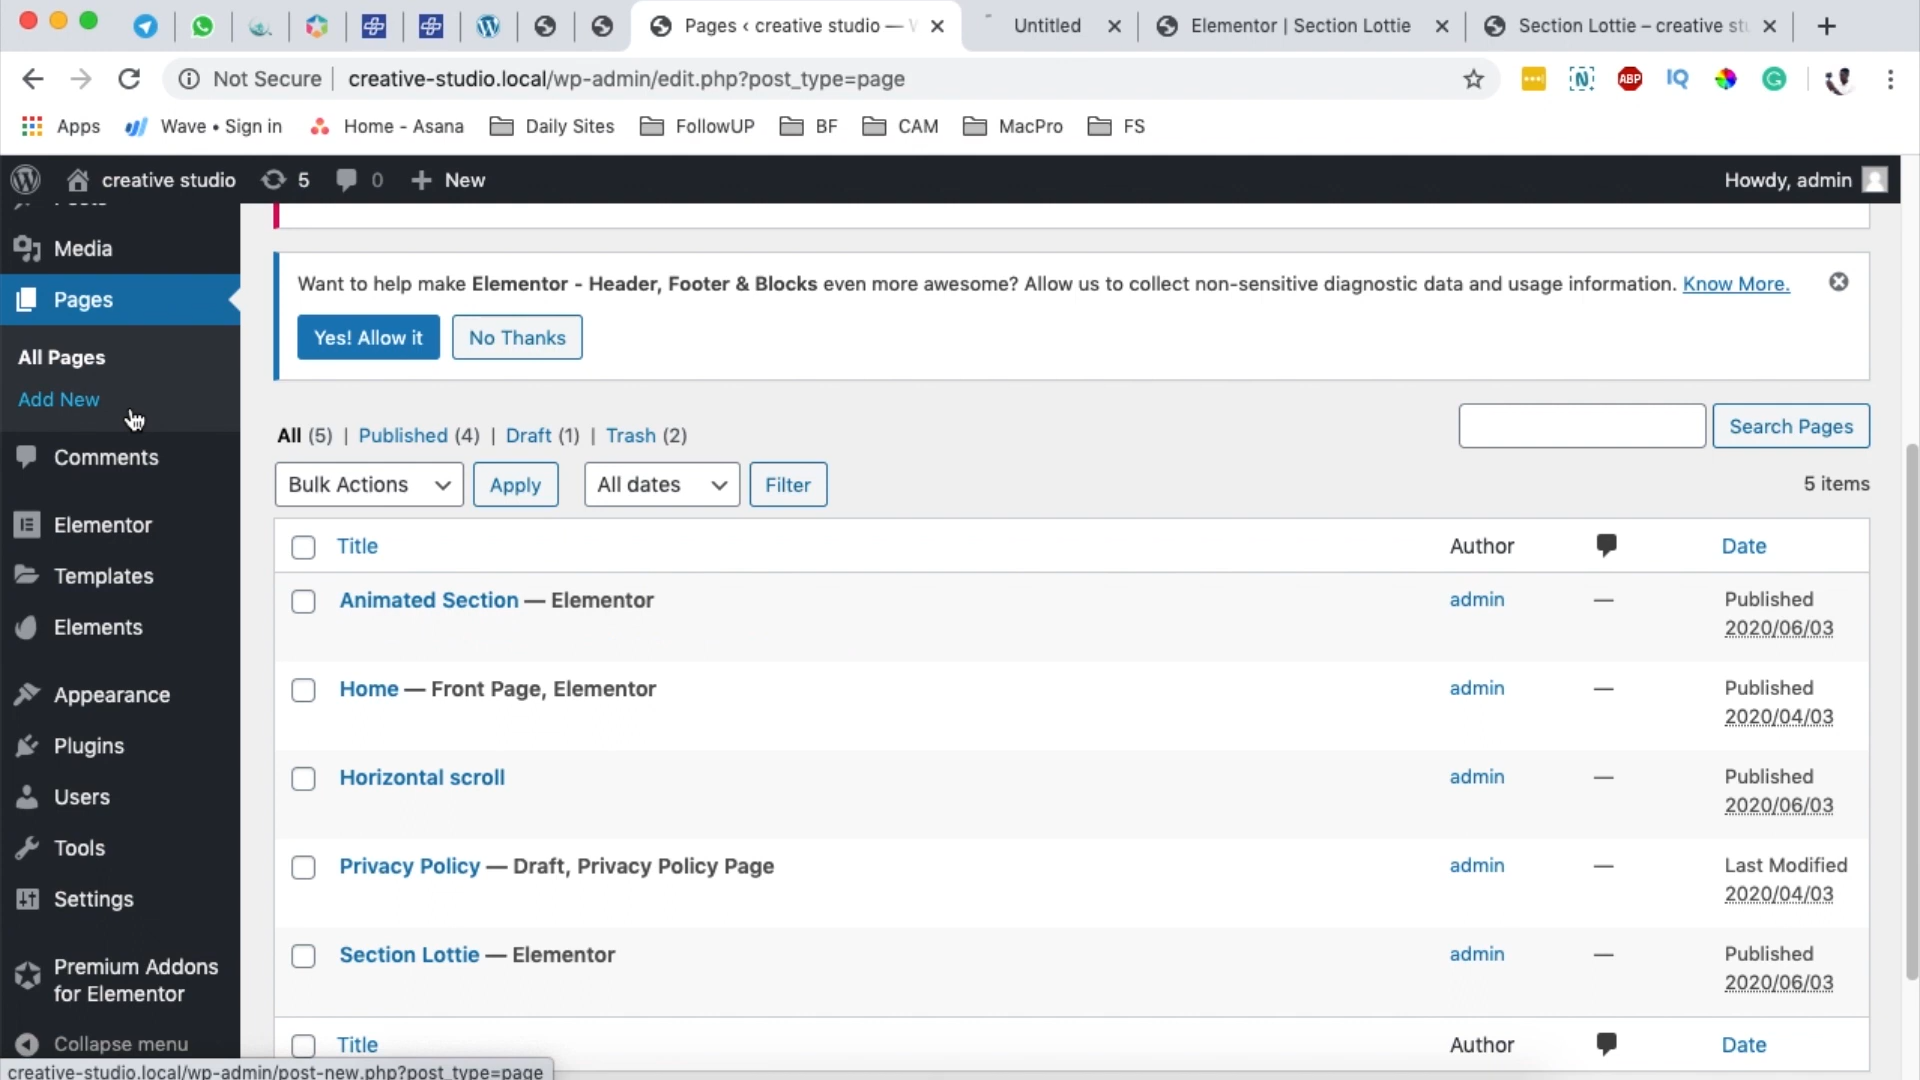 Pages ‹ creative studio —
Untitled
Elementor | Section Lottie
Section Lottie – creative stu
Not Secure
creative-studio.local/wp-admin/edit.php?post_type=page
ABP
IQ
Apps
Wave • Sign in
Home - Asana
Daily Sites
FollowUP
BF
CAM
MacPro
FS
creative studio
5
0
New
Howdy, admin
Media
Pages
All Pages
Add New
Comments
Elementor
Templates
Elements
Appearance
Plugins
Users
Tools
Settings
Premium Addons
for Elementor
Collapse menu
Want to help make Elementor - Header, Footer & Blocks even more awesome? Allow us to collect non-sensitive diagnostic data and usage information. Know More.
Yes! Allow it
No Thanks
All (5) | Published (4) | Draft (1) | Trash (2)
Search Pages
Bulk Actions
Apply
All dates
Filter
5 items
Title
Author
Date
Animated Section — Elementor
admin
—
Published
2020/06/03
Home — Front Page, Elementor
admin
—
Published
2020/04/03
Horizontal scroll
admin
—
Published
2020/06/03
Privacy Policy — Draft, Privacy Policy Page
admin
—
Last Modified
2020/04/03
Section Lottie — Elementor
admin
—
Published
2020/06/03
Title
Author
Date
creative-studio.local/wp-admin/post-new.php?post_type=page